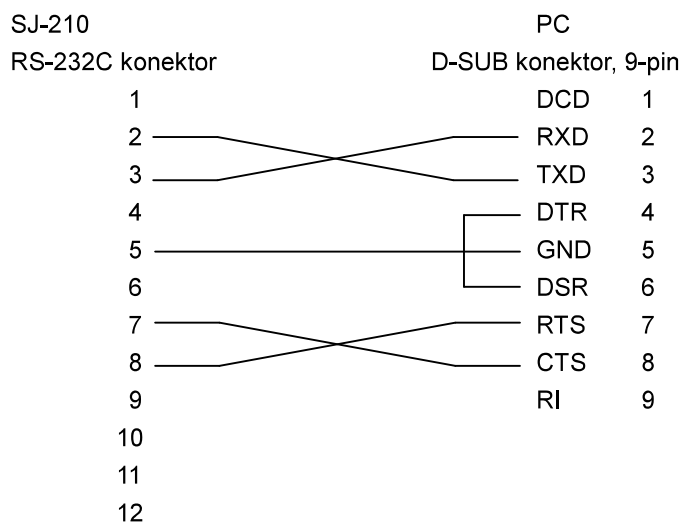 SJ-210 PC
RS-232C konektor D-SUB konektor, 9-pin
1 DCD 1
2 RXD 2
3 TXD 3
4 DTR 4
5 GND 5
6 DSR 6
7 RTS 7
8 CTS 8
9 RI 9
10
11
12